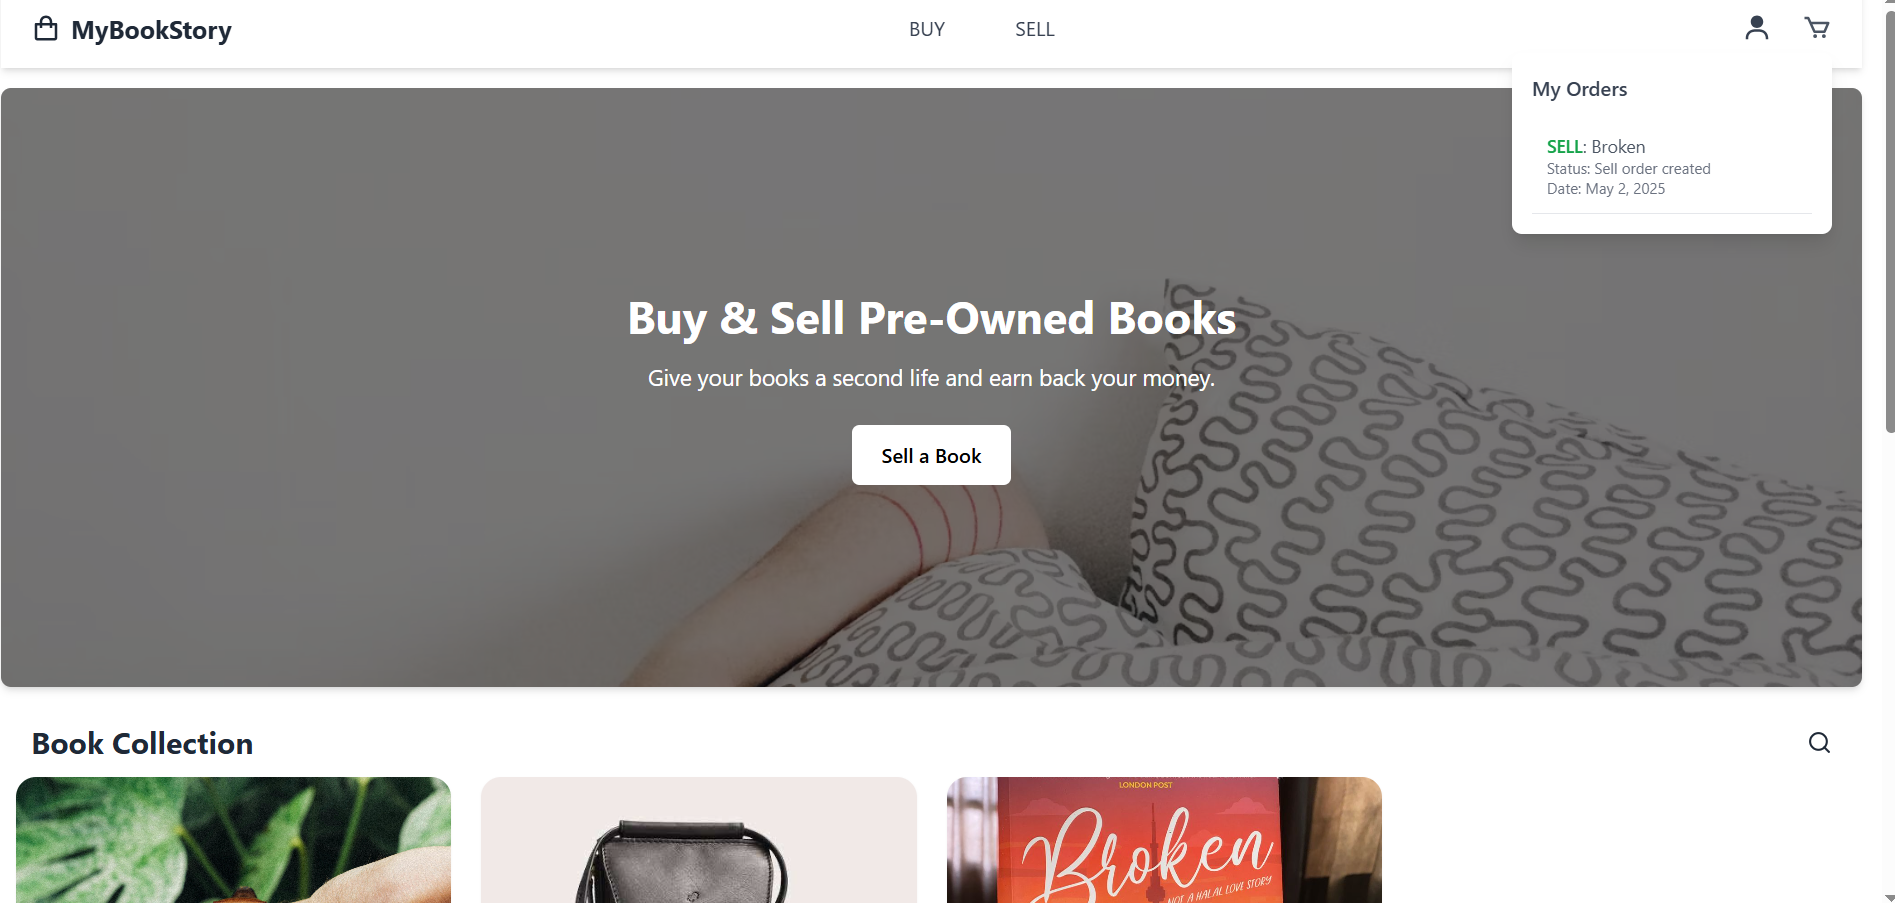 MyBookStory
BUY
SELL
My Orders
SELL: Broken
Status: Sell order created
Date: May 2, 2025
Buy & Sell Pre-Owned Books
Give your books a second life and earn back your money.
Sell a Book
Book Collection
LONDON POST
Broken
NOT A HALAL LOVE STORY